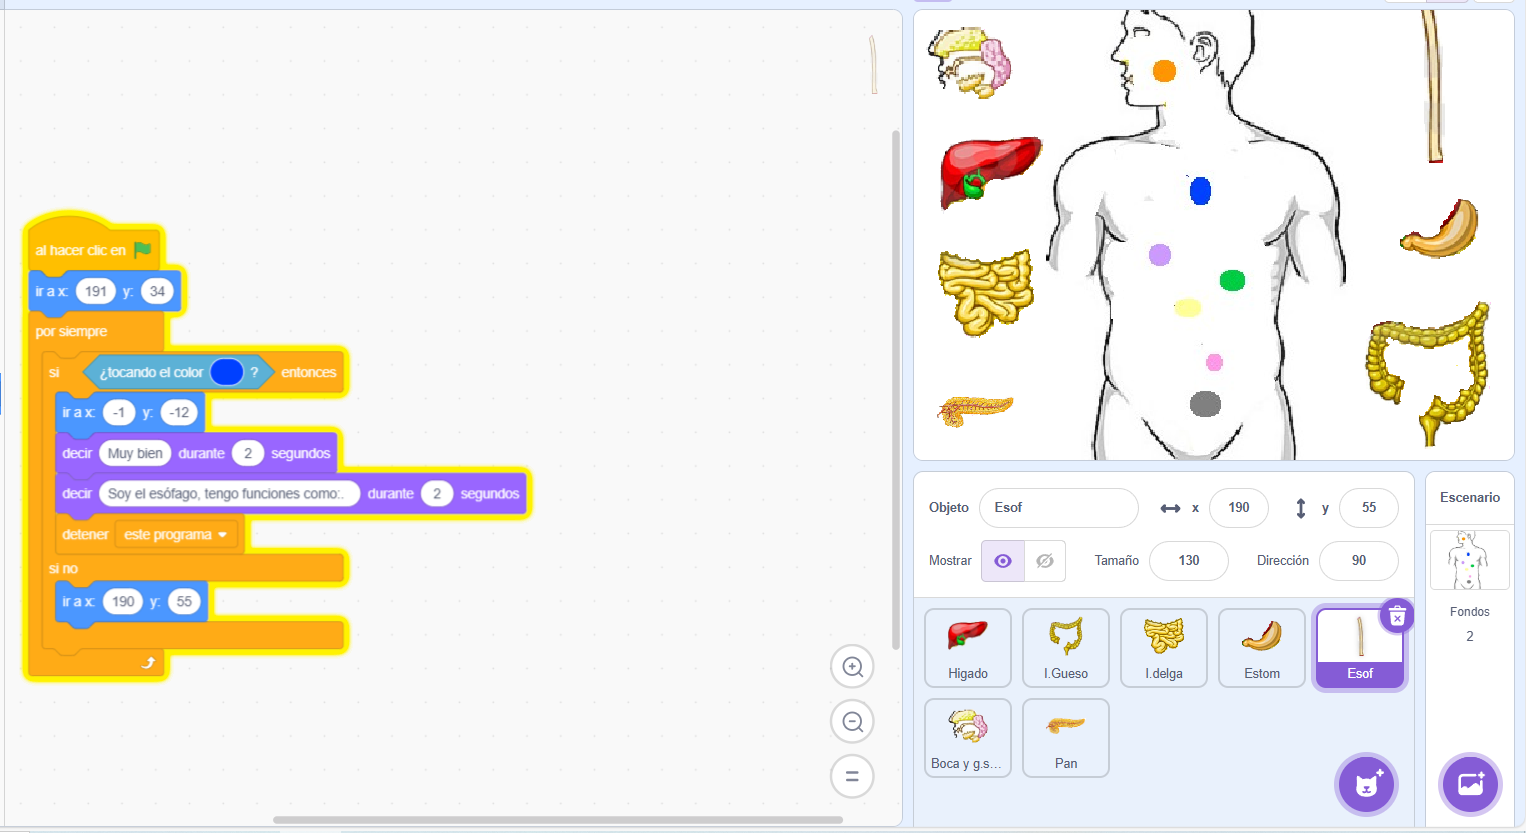 al hacer clic en
ir a x: 191 y: 34
por siempre
si ¿tocando el color ? entonces
ir a x: -1 y: -12
decir Muy bien durante 2 segundos
decir Soy el esófago, tengo funciones como:. durante 2 segundos
detener este programa
si no
ir a x: 190 y: 55
Objeto Esof x 190 y 55
Mostrar Tamaño 130 Dirección 90
Higado I.Gueso I.delga Estom Esof
Boca y g.s... Pan
Escenario
Fondos
2